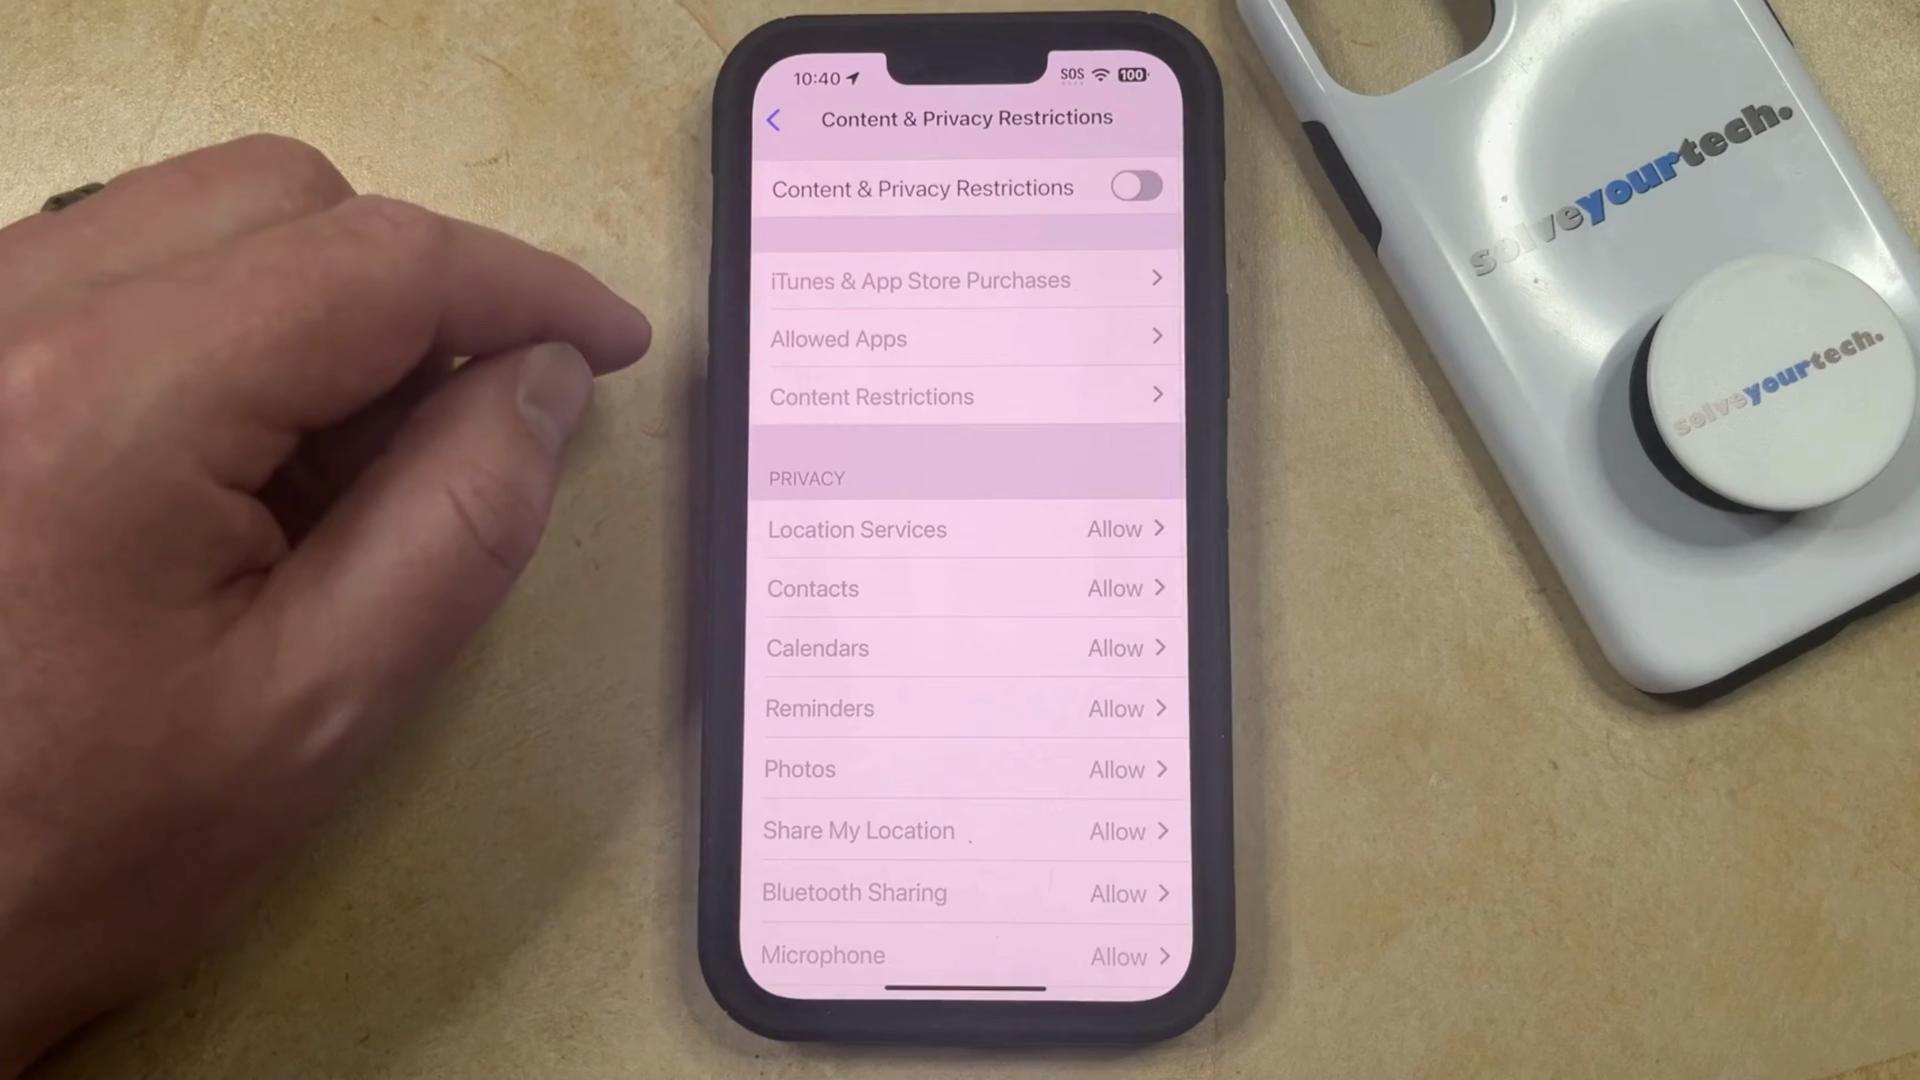 10:40
SOS 100
Content & Privacy Restrictions
Content & Privacy Restrictions
iTunes & App Store Purchases
Allowed Apps
Content Restrictions
PRIVACY
Location Services Allow
Contacts Allow
Calendars Allow
Reminders Allow
Photos Allow
Share My Location Allow
Bluetooth Sharing Allow
Microphone Allow
solveyourtech.
solveyourtech.